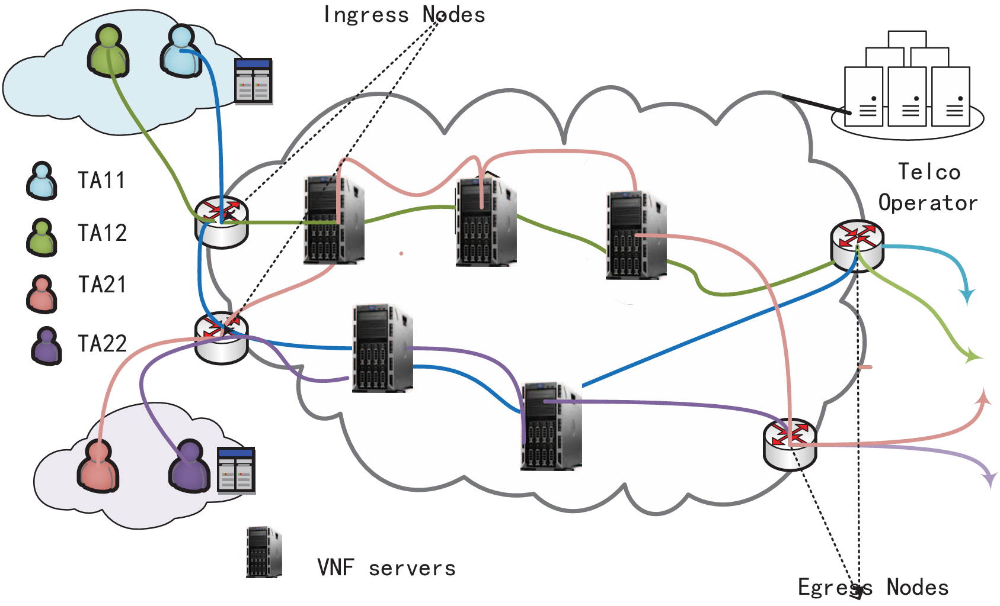 Ingress Nodes
TA11
TA12
TA21
TA22
Telco
Operator
VNF servers
Egress Nodes